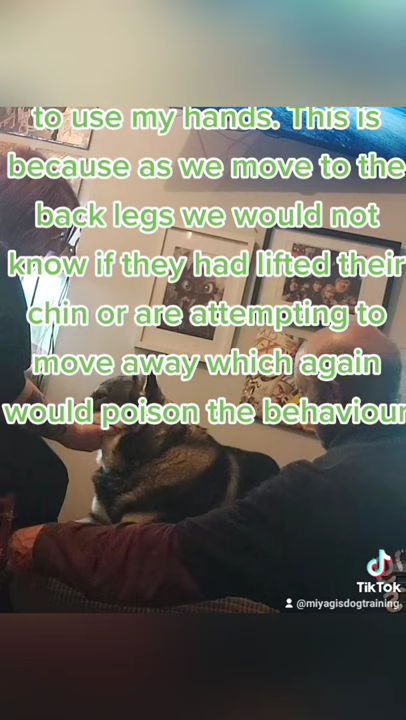 to use my hands. This is
because as we move to the
back legs we would not
know if they had lifted their
chin or are attempting to
move away which again
would poison the behaviour
TikTok
@miyagisdogtraining